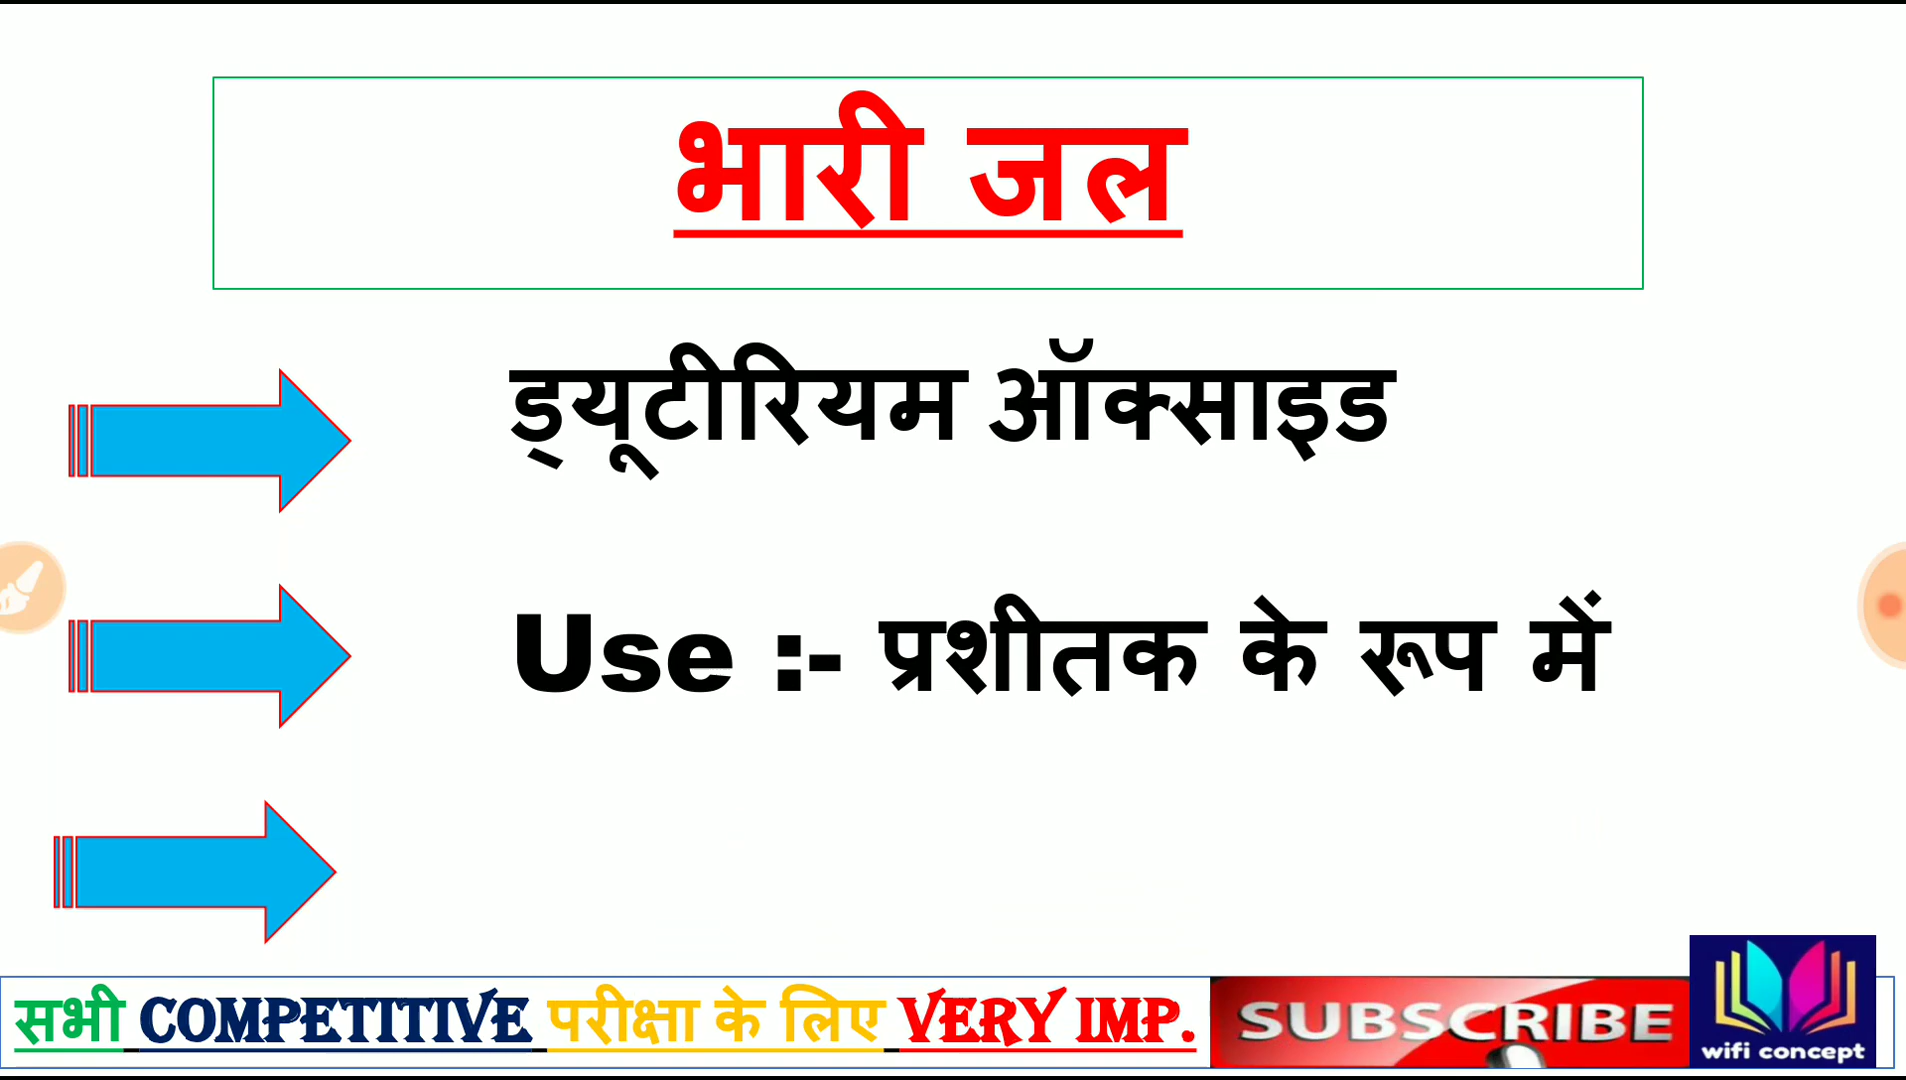 भारी जल
ड्यूटीरियम ऑक्साइड
Use :- प्रशीतक के रूप में
सभी COMPETITIVE परीक्षा के लिए VERY IMP.
SUBSCRIBE
wifi concept